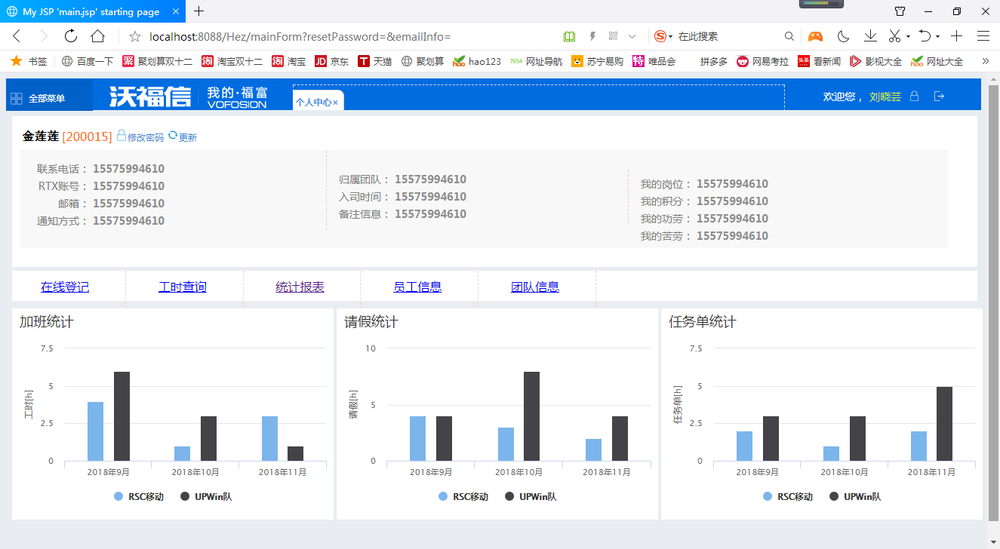 My JSP 'main.jsp' starting page
localhost:8088/Hez/mainForm?resetPassword=&emailInfo=
在此搜索
书签 百度一下 聚划算双十二 淘宝双十二 淘宝 京东 天猫 聚划算 hao123 网址导航 苏宁易购 唯品会 拼多多 网易考拉 看新闻 影视大全 网址大全
全部菜单
沃福信
我的·福富
VOFOSION
个人中心×
欢迎您， 刘晓芸
金莲莲 [200015] 修改密码 更新
联系电话： 15575994610
RTX账号： 15575994610
邮箱： 15575994610
通知方式： 15575994610
归属团队： 15575994610
入司时间： 15575994610
备注信息： 15575994610
我的岗位： 15575994610
我的积分： 15575994610
我的功劳： 15575994610
我的苦劳： 15575994610
在线登记 工时查询 统计报表 员工信息 团队信息
加班统计
7.5
5
2.5
0
工时[h]
2018年9月 2018年10月 2018年11月
RSC移动 UPWin队
请假统计
10
5
0
请假[h]
2018年9月 2018年10月 2018年11月
RSC移动 UPWin队
任务单统计
7.5
5
2.5
0
任务单[h]
2018年9月 2018年10月 2018年11月
RSC移动 UPWin队